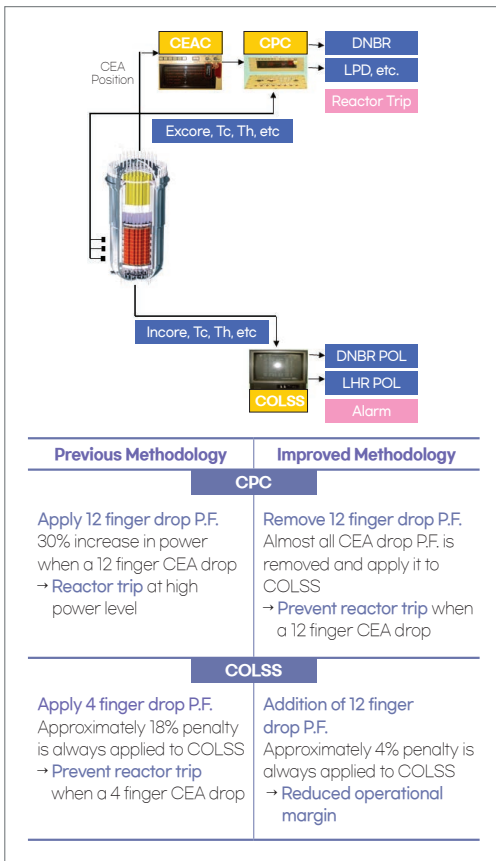 CEAC
CPC
DNBR
CEA
Position
LPD, etc.
Reactor Trip
Excore, Tc, Th, etc
Incore, Tc, Th, etc
DNBR POL
LHR POL
COLSS
Alarm
Previous Methodology
Improved Methodology
CPC
Apply 12 finger drop P.F.
30% increase in power
when a 12 finger CEA drop
→ Reactor trip at high
power level
Remove 12 finger drop P.F.
Almost all CEA drop P.F. is
removed and apply it to
COLSS
→ Prevent reactor trip when
a 12 finger CEA drop
COLSS
Apply 4 finger drop P.F.
Approximately 18% penalty
is always applied to COLSS
→ Prevent reactor trip
when a 4 finger CEA drop
Addition of 12 finger
drop P.F.
Approximately 4% penalty is
always applied to COLSS
→ Reduced operational
margin